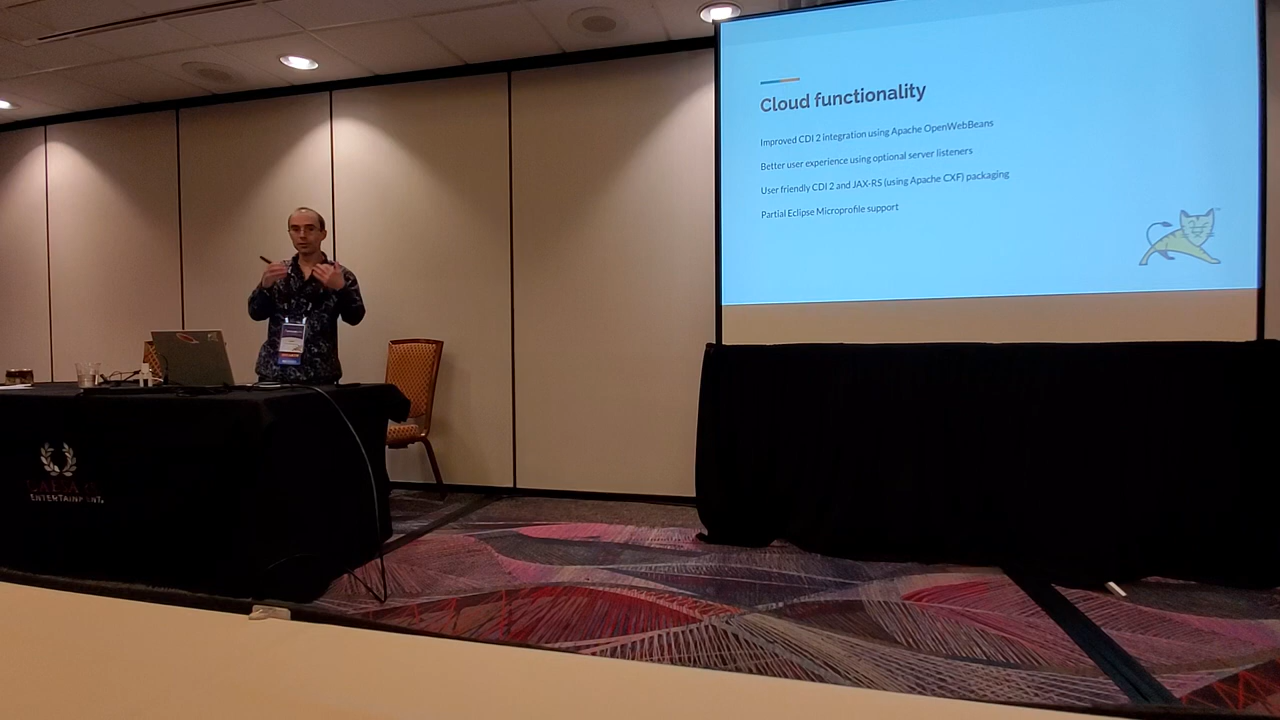 Cloud functionality
Improved CDI 2 integration using Apache OpenWebBeans
Better user experience using optional server listeners
User friendly CDI 2 and JAX-RS (using Apache CXF) packaging
Partial Eclipse Microprofile support
ENTERTAINMENT